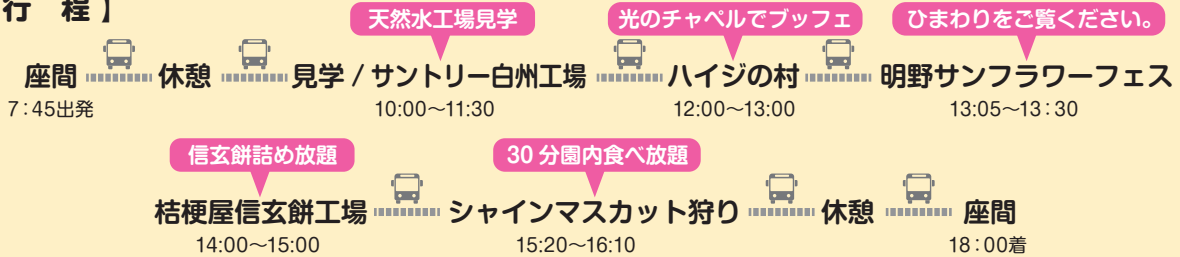 行 程】
天然水工場見学 光のチャペルでブッフェ ひまわりをご覧ください。
座間 休憩 見学 / サントリー白州工場 ハイジの村 明野サンフラワーフェス
7:45出発 10:00〜11:30 12:00〜13:00 13:05〜13:30
信玄餅詰め放題 30 分園内食べ放題
桔梗屋信玄餅工場 シャインマスカット狩り 休憩 座間
14:00〜15:00 15:20〜16:10 18:00着